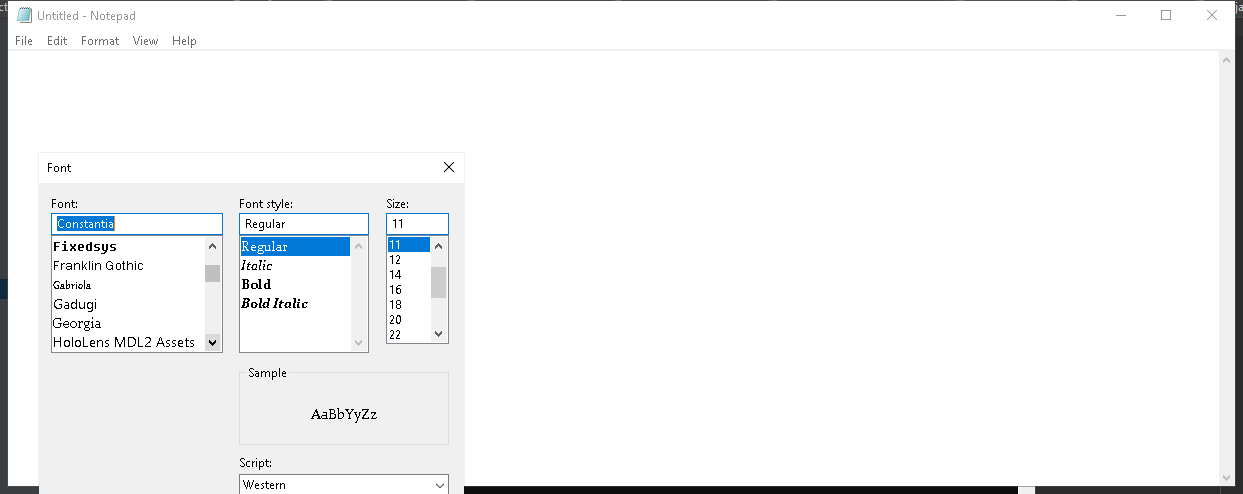 Untitled - Notepad
File Edit Format View Help
Font
Font: Font style: Size:
Constantia Regular 11
Fixedsys
Franklin Gothic
Gabriola
Gadugi
Georgia
HoloLens MDL2 Assets
Regular
Italic
Bold
Bold Italic
11
12
14
16
18
20
22
Sample
AaBbYyZz
Script:
Western